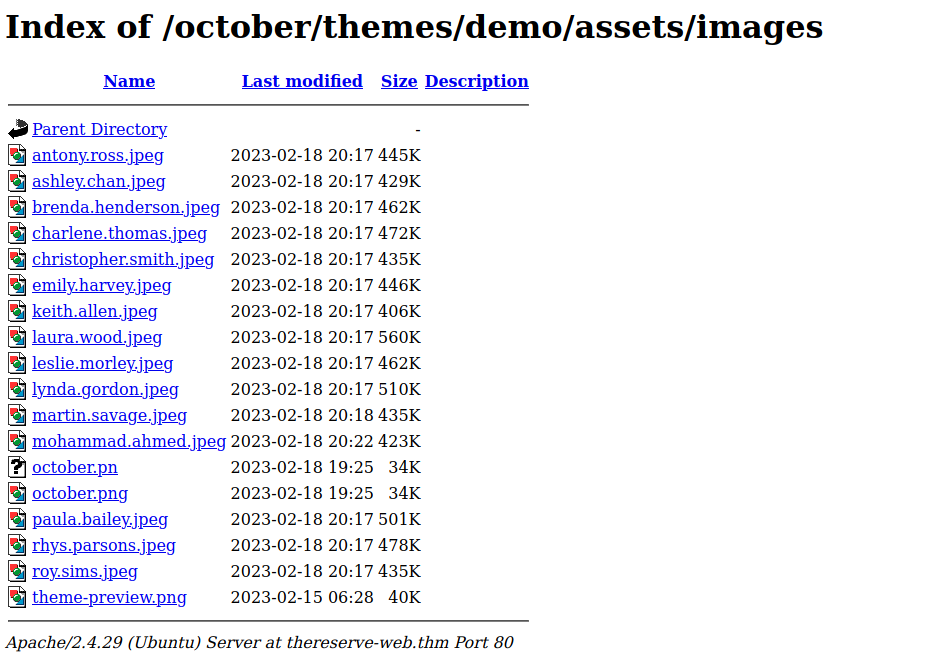 Index of /october/themes/demo/assets/images
Name Last modified Size Description
Parent Directory -
antony.ross.jpeg 2023-02-18 20:17 445K
ashley.chan.jpeg 2023-02-18 20:17 429K
brenda.henderson.jpeg 2023-02-18 20:17 462K
charlene.thomas.jpeg 2023-02-18 20:17 472K
christopher.smith.jpeg 2023-02-18 20:17 435K
emily.harvey.jpeg 2023-02-18 20:17 446K
keith.allen.jpeg 2023-02-18 20:17 406K
laura.wood.jpeg 2023-02-18 20:17 560K
leslie.morley.jpeg 2023-02-18 20:17 462K
lynda.gordon.jpeg 2023-02-18 20:17 510K
martin.savage.jpeg 2023-02-18 20:18 435K
mohammad.ahmed.jpeg 2023-02-18 20:22 423K
october.pn 2023-02-18 19:25 34K
october.png 2023-02-18 19:25 34K
paula.bailey.jpeg 2023-02-18 20:17 501K
rhys.parsons.jpeg 2023-02-18 20:17 478K
roy.sims.jpeg 2023-02-18 20:17 435K
theme-preview.png 2023-02-15 06:28 40K
Apache/2.4.29 (Ubuntu) Server at thereserve-web.thm Port 80